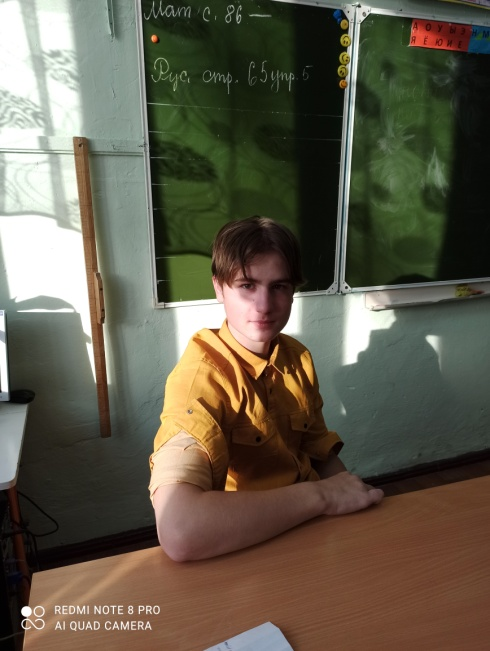 Мат с. 86 —
Рус. стр. 65 упр. 5
А О У Ы Э
Я Ё Ю И Е
REDMI NOTE 8 PRO
AI QUAD CAMERA